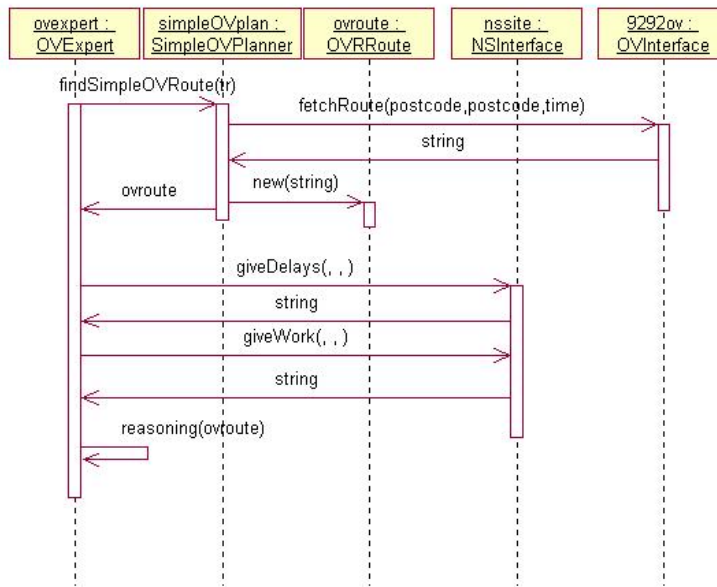 ovexpert :
OVExpert
simpleOVplan :
SimpleOVPlanner
ovroute :
OVRRoute
nssite :
NSInterface
9292ov :
OVInterface
findSimpleOVRoute(tr)
fetchRoute(postcode,postcode,time)
string
new(string)
ovroute
giveDelays(, , )
string
giveWork(, , )
string
reasoning(ovroute)